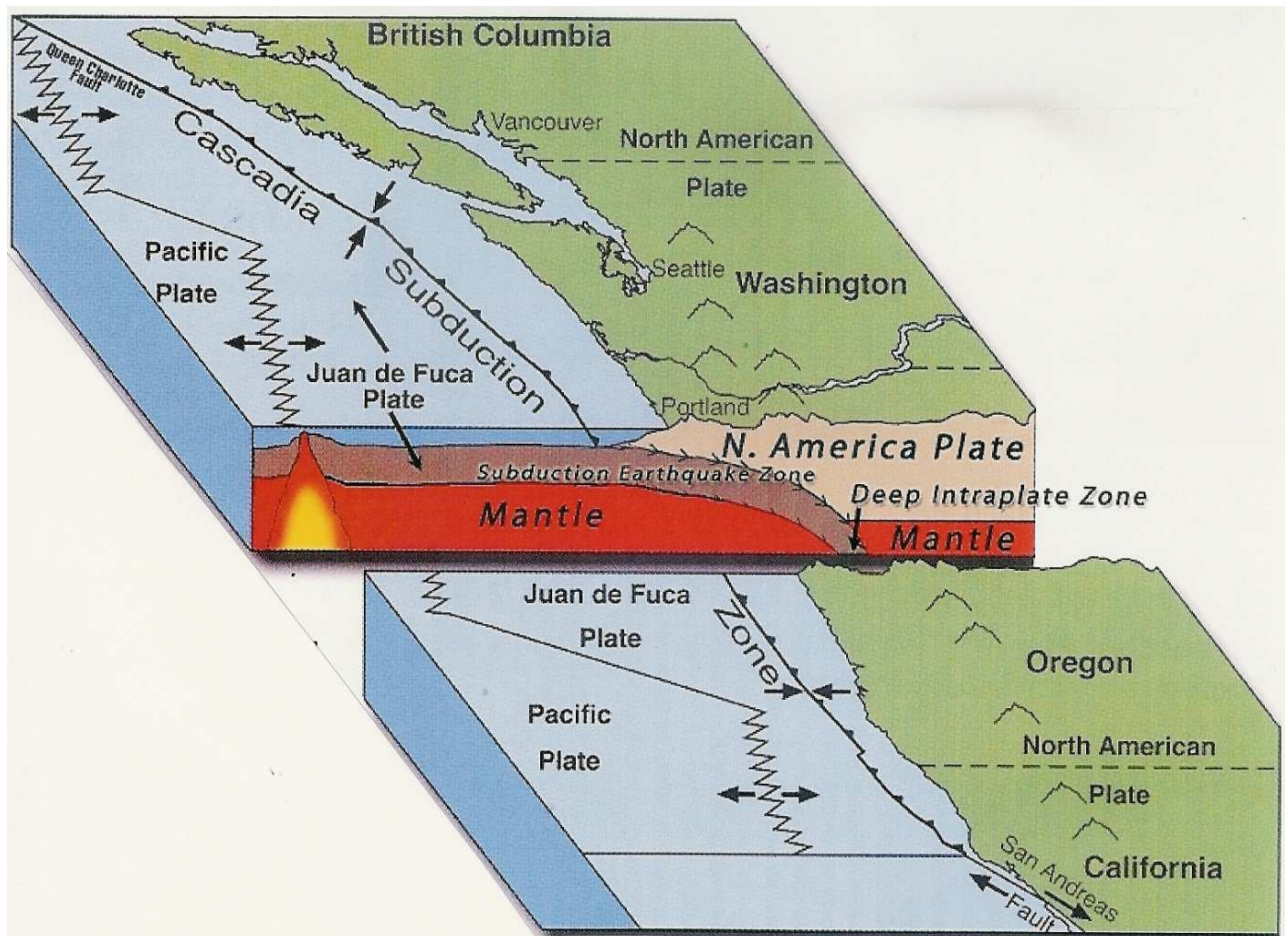 British Columbia
Queen Charlotte
Fault
Vancouver
North American
Plate
Cascadia
Subduction
Pacific
Plate
Seattle
Washington
Juan de Fuca
Plate
Portland
N. America Plate
Subduction Earthquake Zone
Deep Intraplate Zone
Mantle
Mantle
Juan de Fuca
Plate
Zone
Oregon
Pacific
Plate
North American
Plate
San Andreas
Fault
California